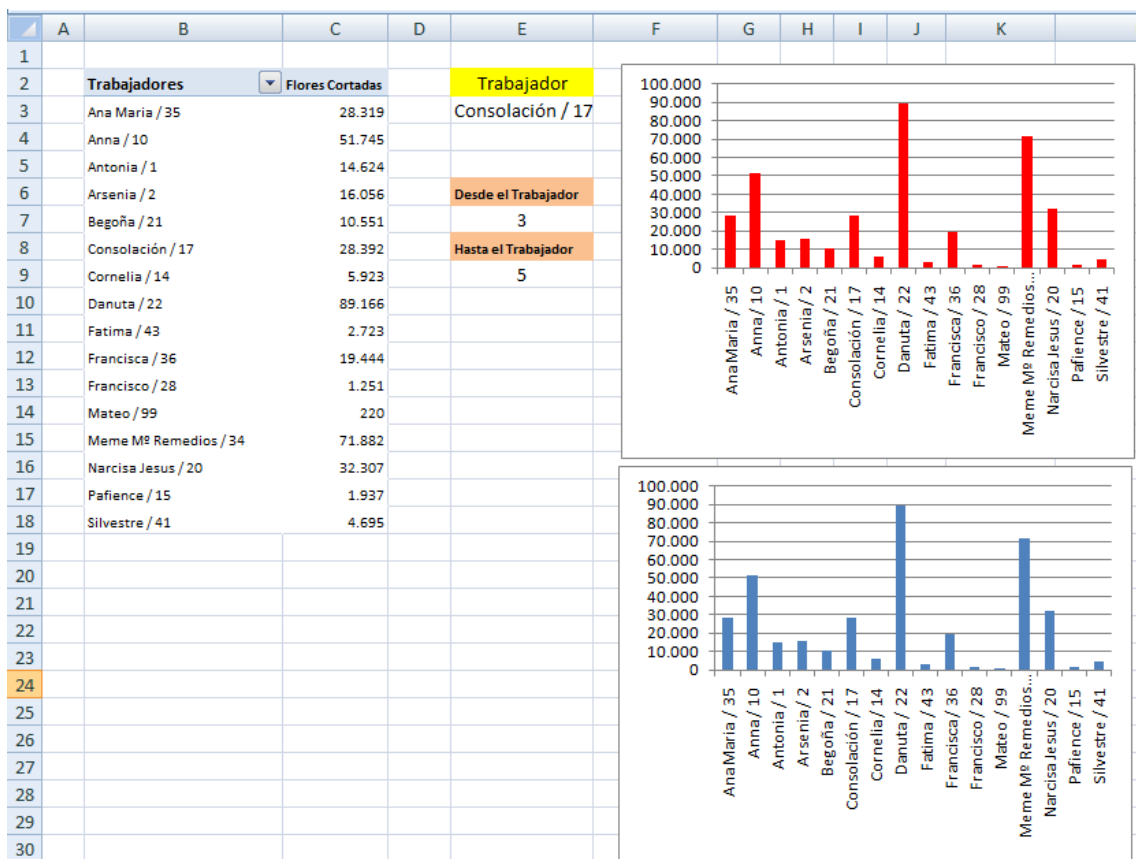 A B C D E F G H I J K
1
2 Trabajadores Flores Cortadas Trabajador
3 Ana Maria / 35 28.319 Consolación / 17
4 Anna / 10 51.745
5 Antonia / 1 14.624
6 Arsenia / 2 16.056 Desde el Trabajador
7 Begoña / 21 10.551 3
8 Consolación / 17 28.392 Hasta el Trabajador
9 Cornelia / 14 5.923 5
10 Danuta / 22 89.166
11 Fatima / 43 2.723
12 Francisca / 36 19.444
13 Francisco / 28 1.251
14 Mateo / 99 220
15 Meme Mº Remedios / 34 71.882
16 Narcisa Jesus / 20 32.307
17 Pafience / 15 1.937
18 Silvestre / 41 4.695
19
20
21
22
23
24
25
26
27
28
29
30
100.000
90.000
80.000
70.000
60.000
50.000
40.000
30.000
20.000
10.000
0
Ana Maria / 35
Anna / 10
Antonia / 1
Arsenia / 2
Begoña / 21
Consolación / 17
Cornelia / 14
Danuta / 22
Fatima / 43
Francisca / 36
Francisco / 28
Mateo / 99
Meme Mº Remedios...
Narcisa Jesus / 20
Pafience / 15
Silvestre / 41
100.000
90.000
80.000
70.000
60.000
50.000
40.000
30.000
20.000
10.000
0
Ana Maria / 35
Anna / 10
Antonia / 1
Arsenia / 2
Begoña / 21
Consolación / 17
Cornelia / 14
Danuta / 22
Fatima / 43
Francisca / 36
Francisco / 28
Mateo / 99
Meme Mº Remedios...
Narcisa Jesus / 20
Pafience / 15
Silvestre / 41